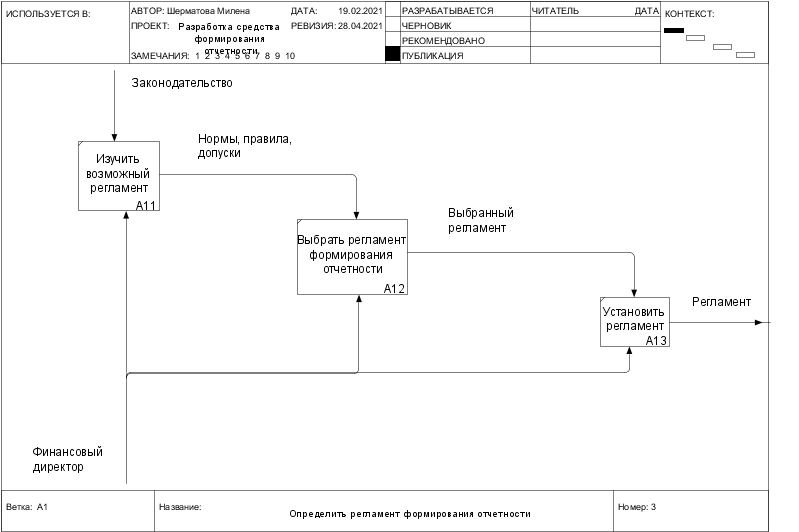 ИСПОЛЬЗУЕТСЯ В:
АВТОР: Шерматова Милена
ДАТА: 19.02.2021
ПРОЕКТ: Разработка средства
формирования
отчетности
РЕВИЗИЯ: 28.04.2021
ЗАМЕЧАНИЯ: 1 2 3 4 5 6 7 8 9 10
РАЗРАБАТЫВАЕТСЯ
ЧЕРНОВИК
РЕКОМЕНДОВАНО
ПУБЛИКАЦИЯ
ЧИТАТЕЛЬ ДАТА
КОНТЕКСТ:
Законодательство
Изучить
возможный
регламент
A11
Нормы, правила,
допуски
Выбрать регламент
формирования
отчетности
A12
Выбранный
регламент
Установить
регламент
A13
Регламент
Финансовый
директор
Ветка: A1
Название:
Определить регламент формирования отчетности
Номер: 3